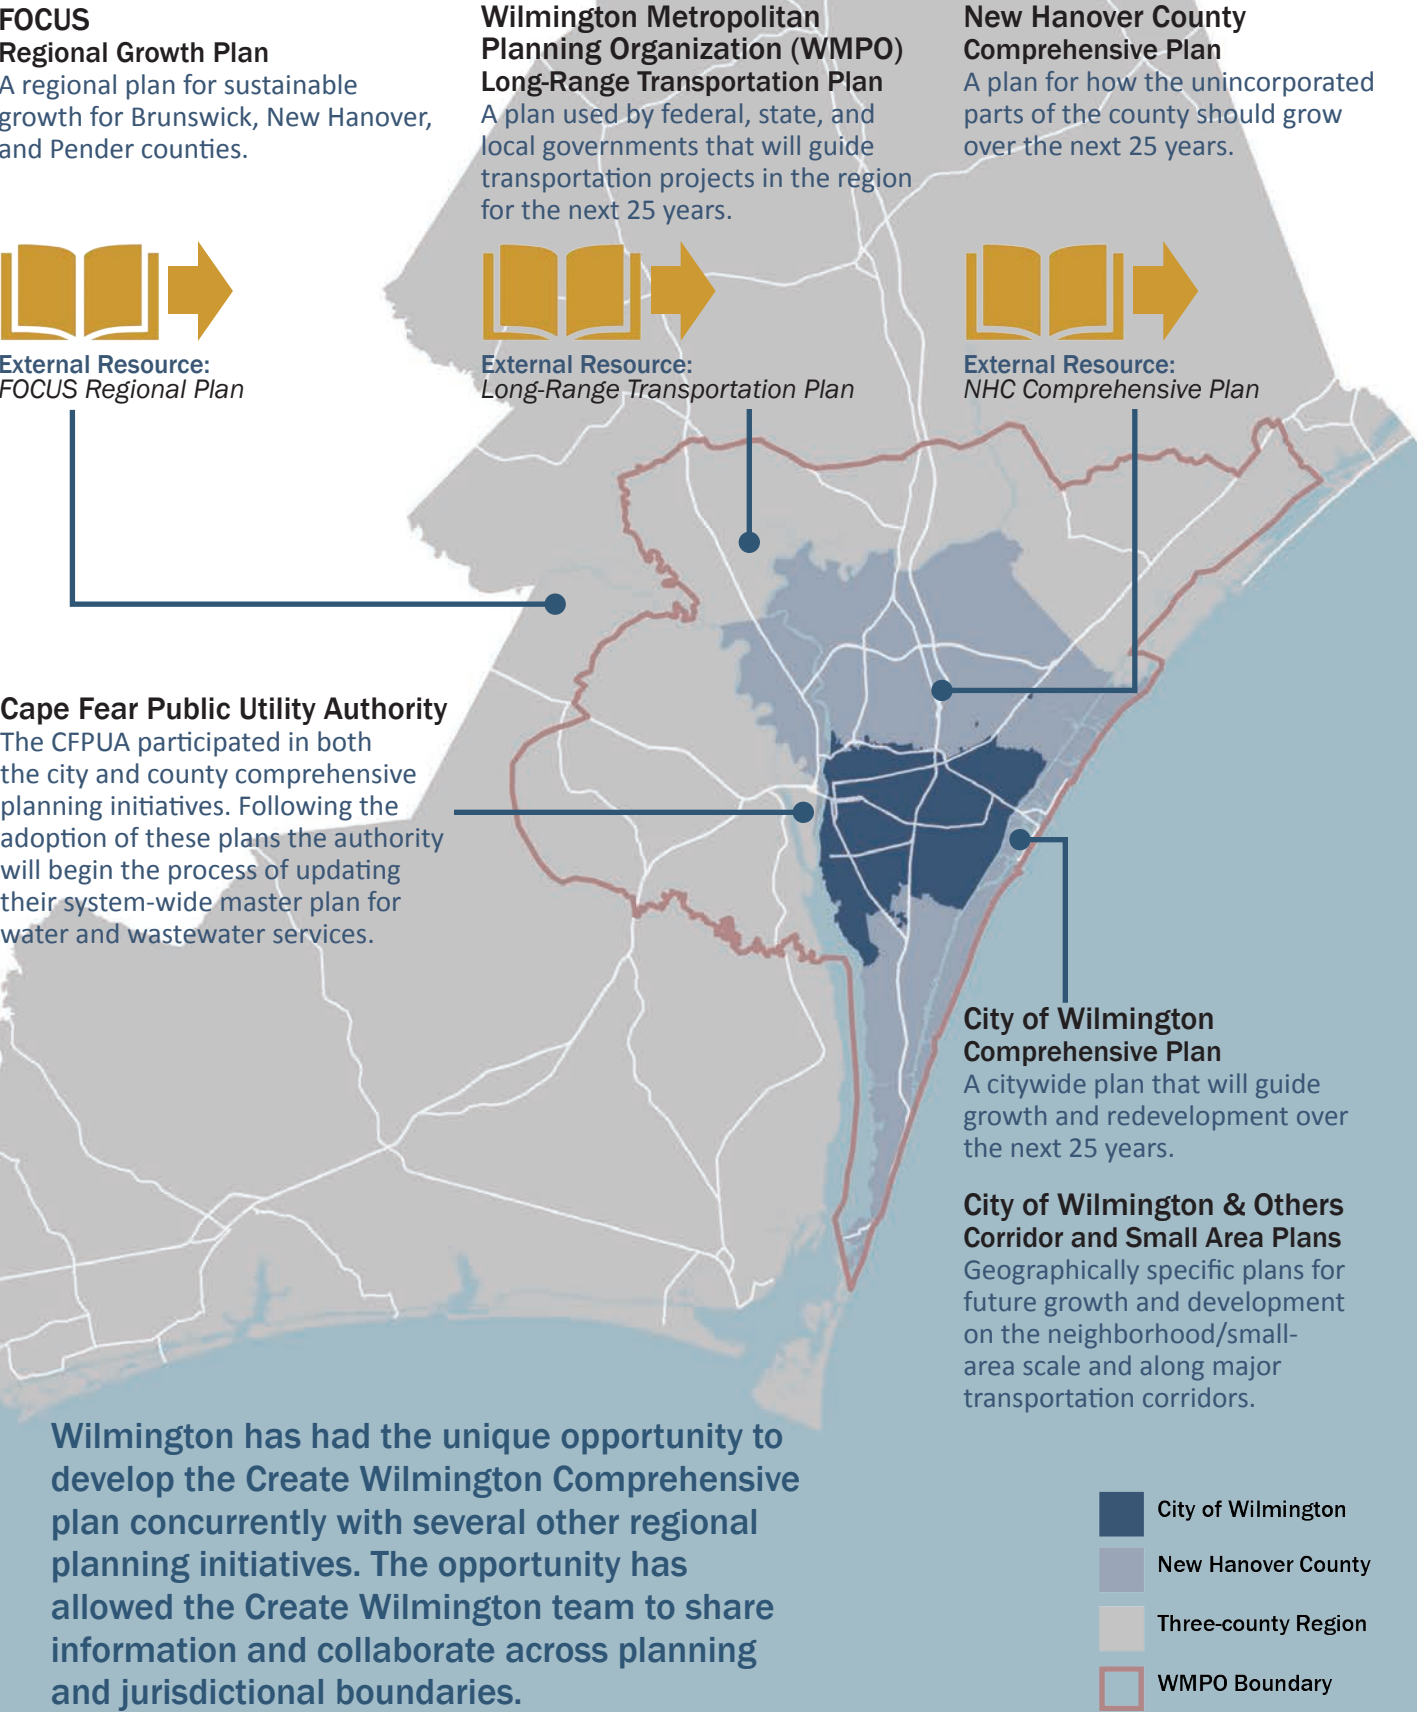 FOCUS
Regional Growth Plan
A regional plan for sustainable
growth for Brunswick, New Hanover,
and Pender counties.
External Resource:
FOCUS Regional Plan
Wilmington Metropolitan
Planning Organization (WMPO)
Long-Range Transportation Plan
A plan used by federal, state, and
local governments that will guide
transportation projects in the region
for the next 25 years.
External Resource:
Long-Range Transportation Plan
New Hanover County
Comprehensive Plan
A plan for how the unincorporated
parts of the county should grow
over the next 25 years.
External Resource:
NHC Comprehensive Plan
Cape Fear Public Utility Authority
The CFPUA participated in both
the city and county comprehensive
planning initiatives. Following the
adoption of these plans the authority
will begin the process of updating
their system-wide master plan for
water and wastewater services.
City of Wilmington
Comprehensive Plan
A citywide plan that will guide
growth and redevelopment over
the next 25 years.
City of Wilmington & Others
Corridor and Small Area Plans
Geographically specific plans for
future growth and development
on the neighborhood/small-
area scale and along major
transportation corridors.
Wilmington has had the unique opportunity to
develop the Create Wilmington Comprehensive
plan concurrently with several other regional
planning initiatives. The opportunity has
allowed the Create Wilmington team to share
information and collaborate across planning
and jurisdictional boundaries.
City of Wilmington
New Hanover County
Three-county Region
WMPO Boundary